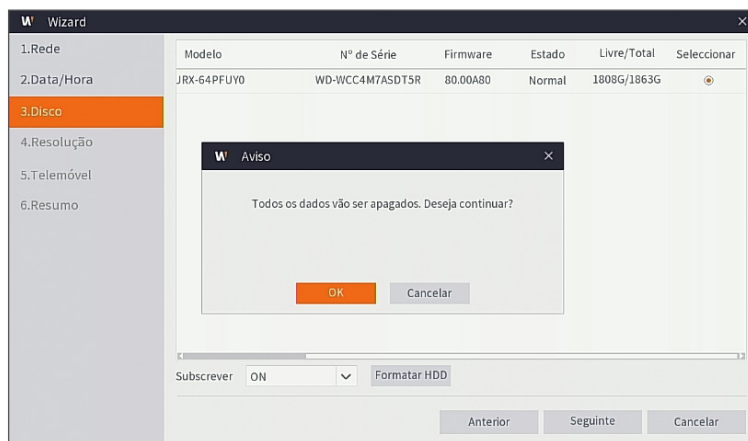 W Wizard
1.Rede
2.Data/Hora
3.Disco
4.Resolução
5.Telemóvel
6.Resumo
Modelo Nº de Série Firmware Estado Livre/Total Seleccionar
JRX-64PFUY0 WD-WCC4M7ASDT5R 80.00A80 Normal 1808G/1863G
W Aviso
Todos os dados vão ser apagados. Deseja continuar?
OK Cancelar
Subscrever ON Formatar HDD
Anterior Seguinte Cancelar